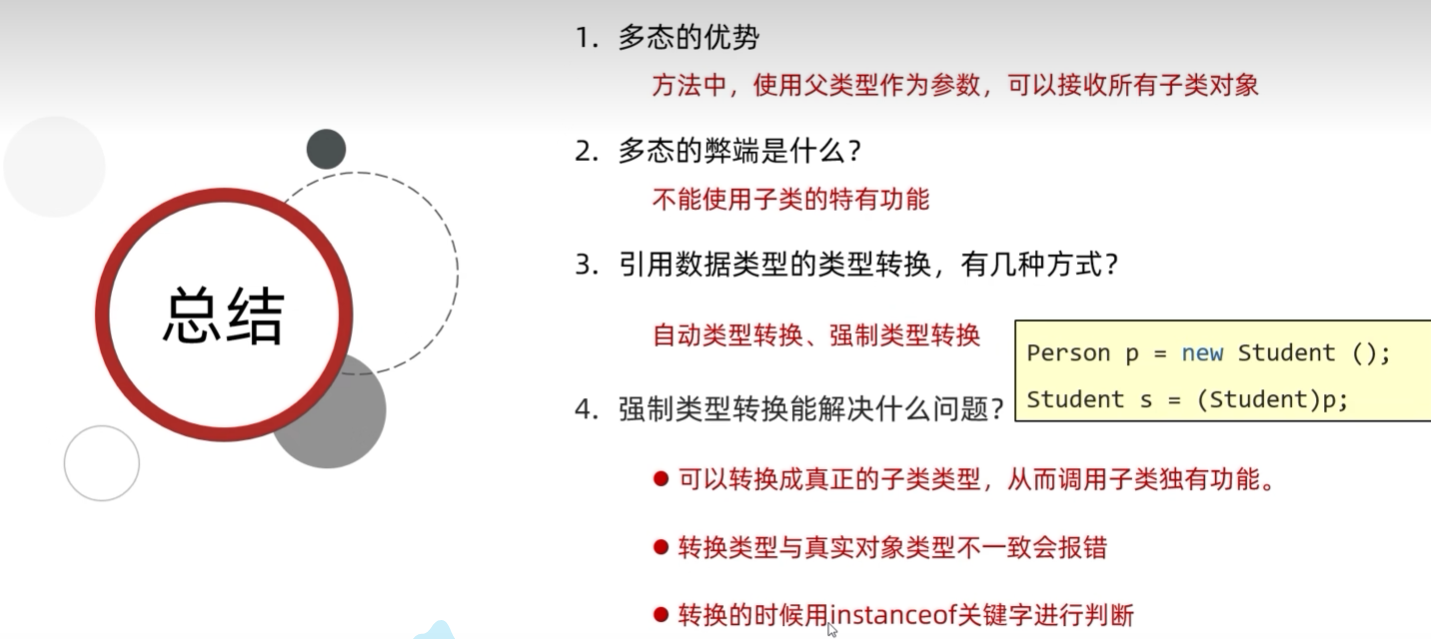 总结
1. 多态的优势
方法中，使用父类型作为参数，可以接收所有子类对象
2. 多态的弊端是什么？
不能使用子类的特有功能
3. 引用数据类型的类型转换，有几种方式？
自动类型转换、强制类型转换
Person p = new Student ();
Student s = (Student)p;
4. 强制类型转换能解决什么问题？
● 可以转换成真正的子类类型，从而调用子类独有功能。
● 转换类型与真实对象类型不一致会报错
● 转换的时候用instanceof关键字进行判断